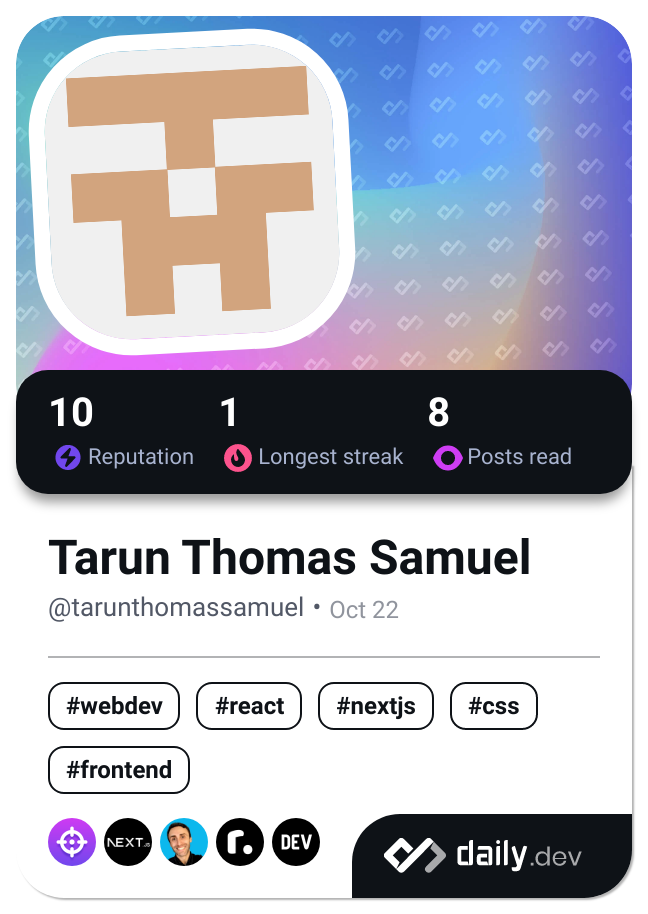 10 1 8
Reputation Longest streak Posts read
Tarun Thomas Samuel
@tarunthomassamuel • Oct 22
#webdev #react #nextjs #css
#frontend
NEXT.JS r. DEV
daily.dev